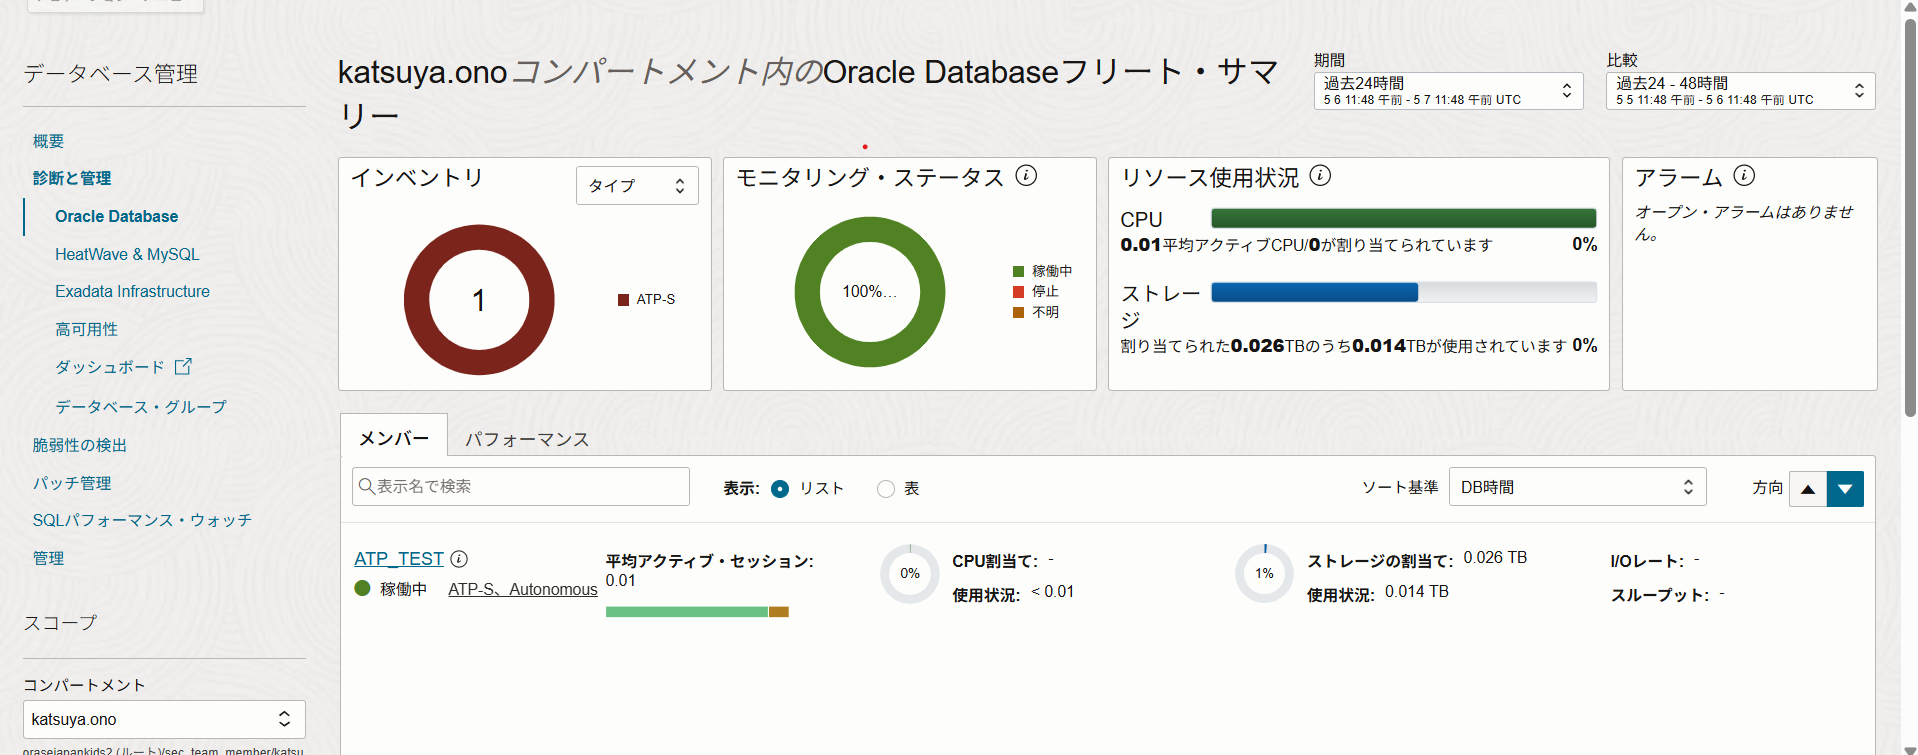 データベース管理
概要
診断と管理
Oracle Database
HeatWave & MySQL
Exadata Infrastructure
高可用性
ダッシュボード
データベース・グループ
脆弱性の検出
パッチ管理
SQLパフォーマンス・ウォッチ
管理
スコープ
コンパートメント
katsuya.ono
orasejapankids2 (ルート)/sec_team_member/katsu
katsuya.onoコンパートメント内のOracle Databaseフリート・サマ
リー
期間
過去24時間
5 6 11:48 午前 - 5 7 11:48 午前 UTC
比較
過去24 - 48時間
5 5 11:48 午前 - 5 6 11:48 午前 UTC
インベントリ
タイプ
1
ATP-S
モニタリング・ステータス
100%...
稼働中
停止
不明
リソース使用状況
CPU
0.01平均アクティブCPU/0が割り当てられています 0%
ストレー
ジ
割り当てられた0.026TBのうち0.014TBが使用されています 0%
アラーム
オープン・アラームはありませ
ん。
メンバー パフォーマンス
表示名で検索
表示: リスト 表
ソート基準 DB時間
方向
ATP_TEST
稼働中 ATP-S、Autonomous
平均アクティブ・セッション:
0.01
0%
CPU割当て: -
使用状況: < 0.01
1%
ストレージの割当て: 0.026 TB
使用状況: 0.014 TB
I/Oレート: -
スループット: -